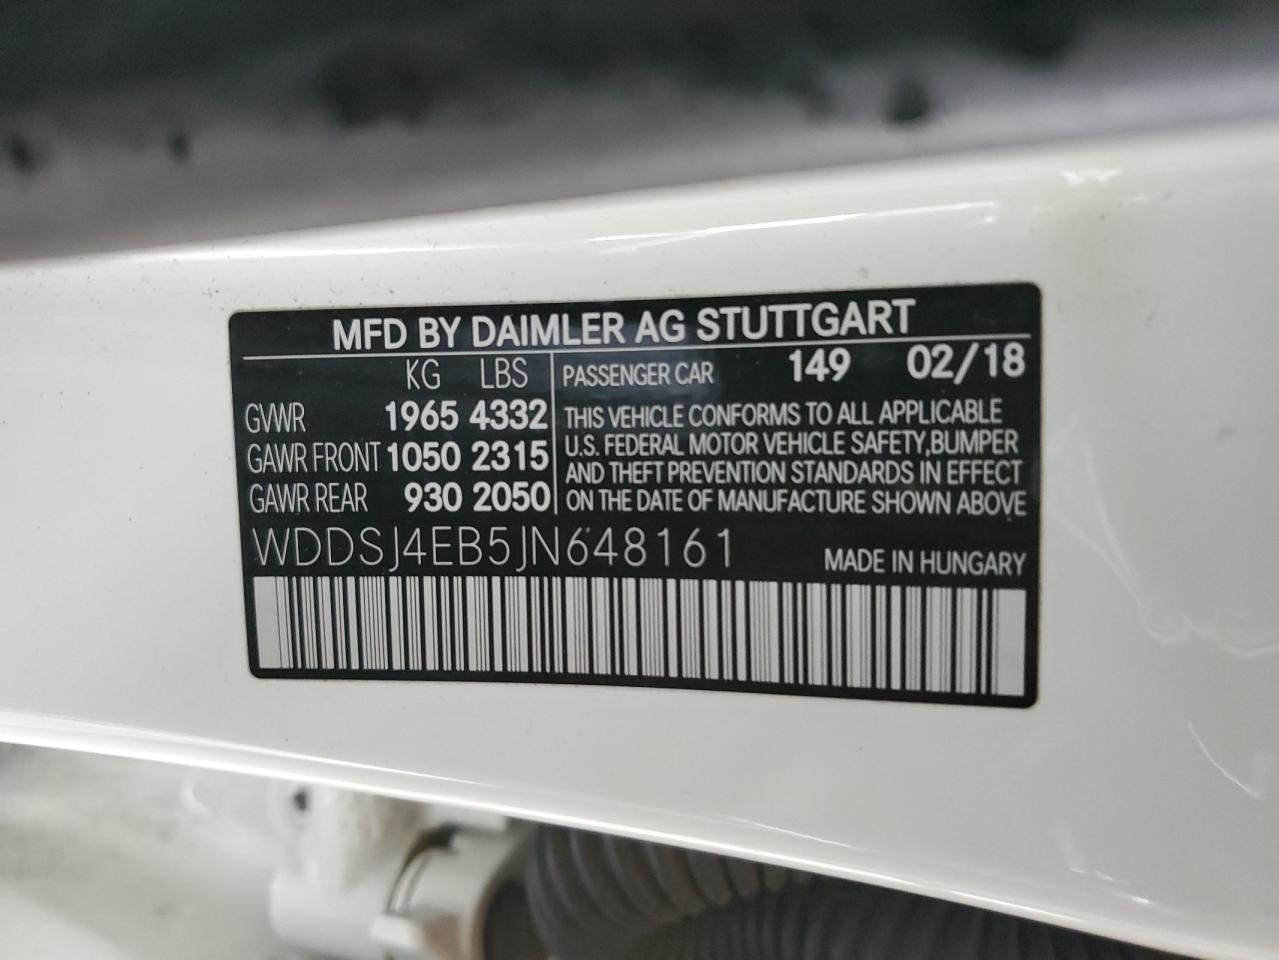 MFD BY DAIMLER AG STUTTGART
KG LBS
GVWR 1965 4332
GAWR FRONT 1050 2315
GAWR REAR 930 2050
PASSENGER CAR 149 02/18
THIS VEHICLE CONFORMS TO ALL APPLICABLE
U.S. FEDERAL MOTOR VEHICLE SAFETY, BUMPER
AND THEFT PREVENTION STANDARDS IN EFFECT
ON THE DATE OF MANUFACTURE SHOWN ABOVE
WDDSJ4EB5JN648161
MADE IN HUNGARY